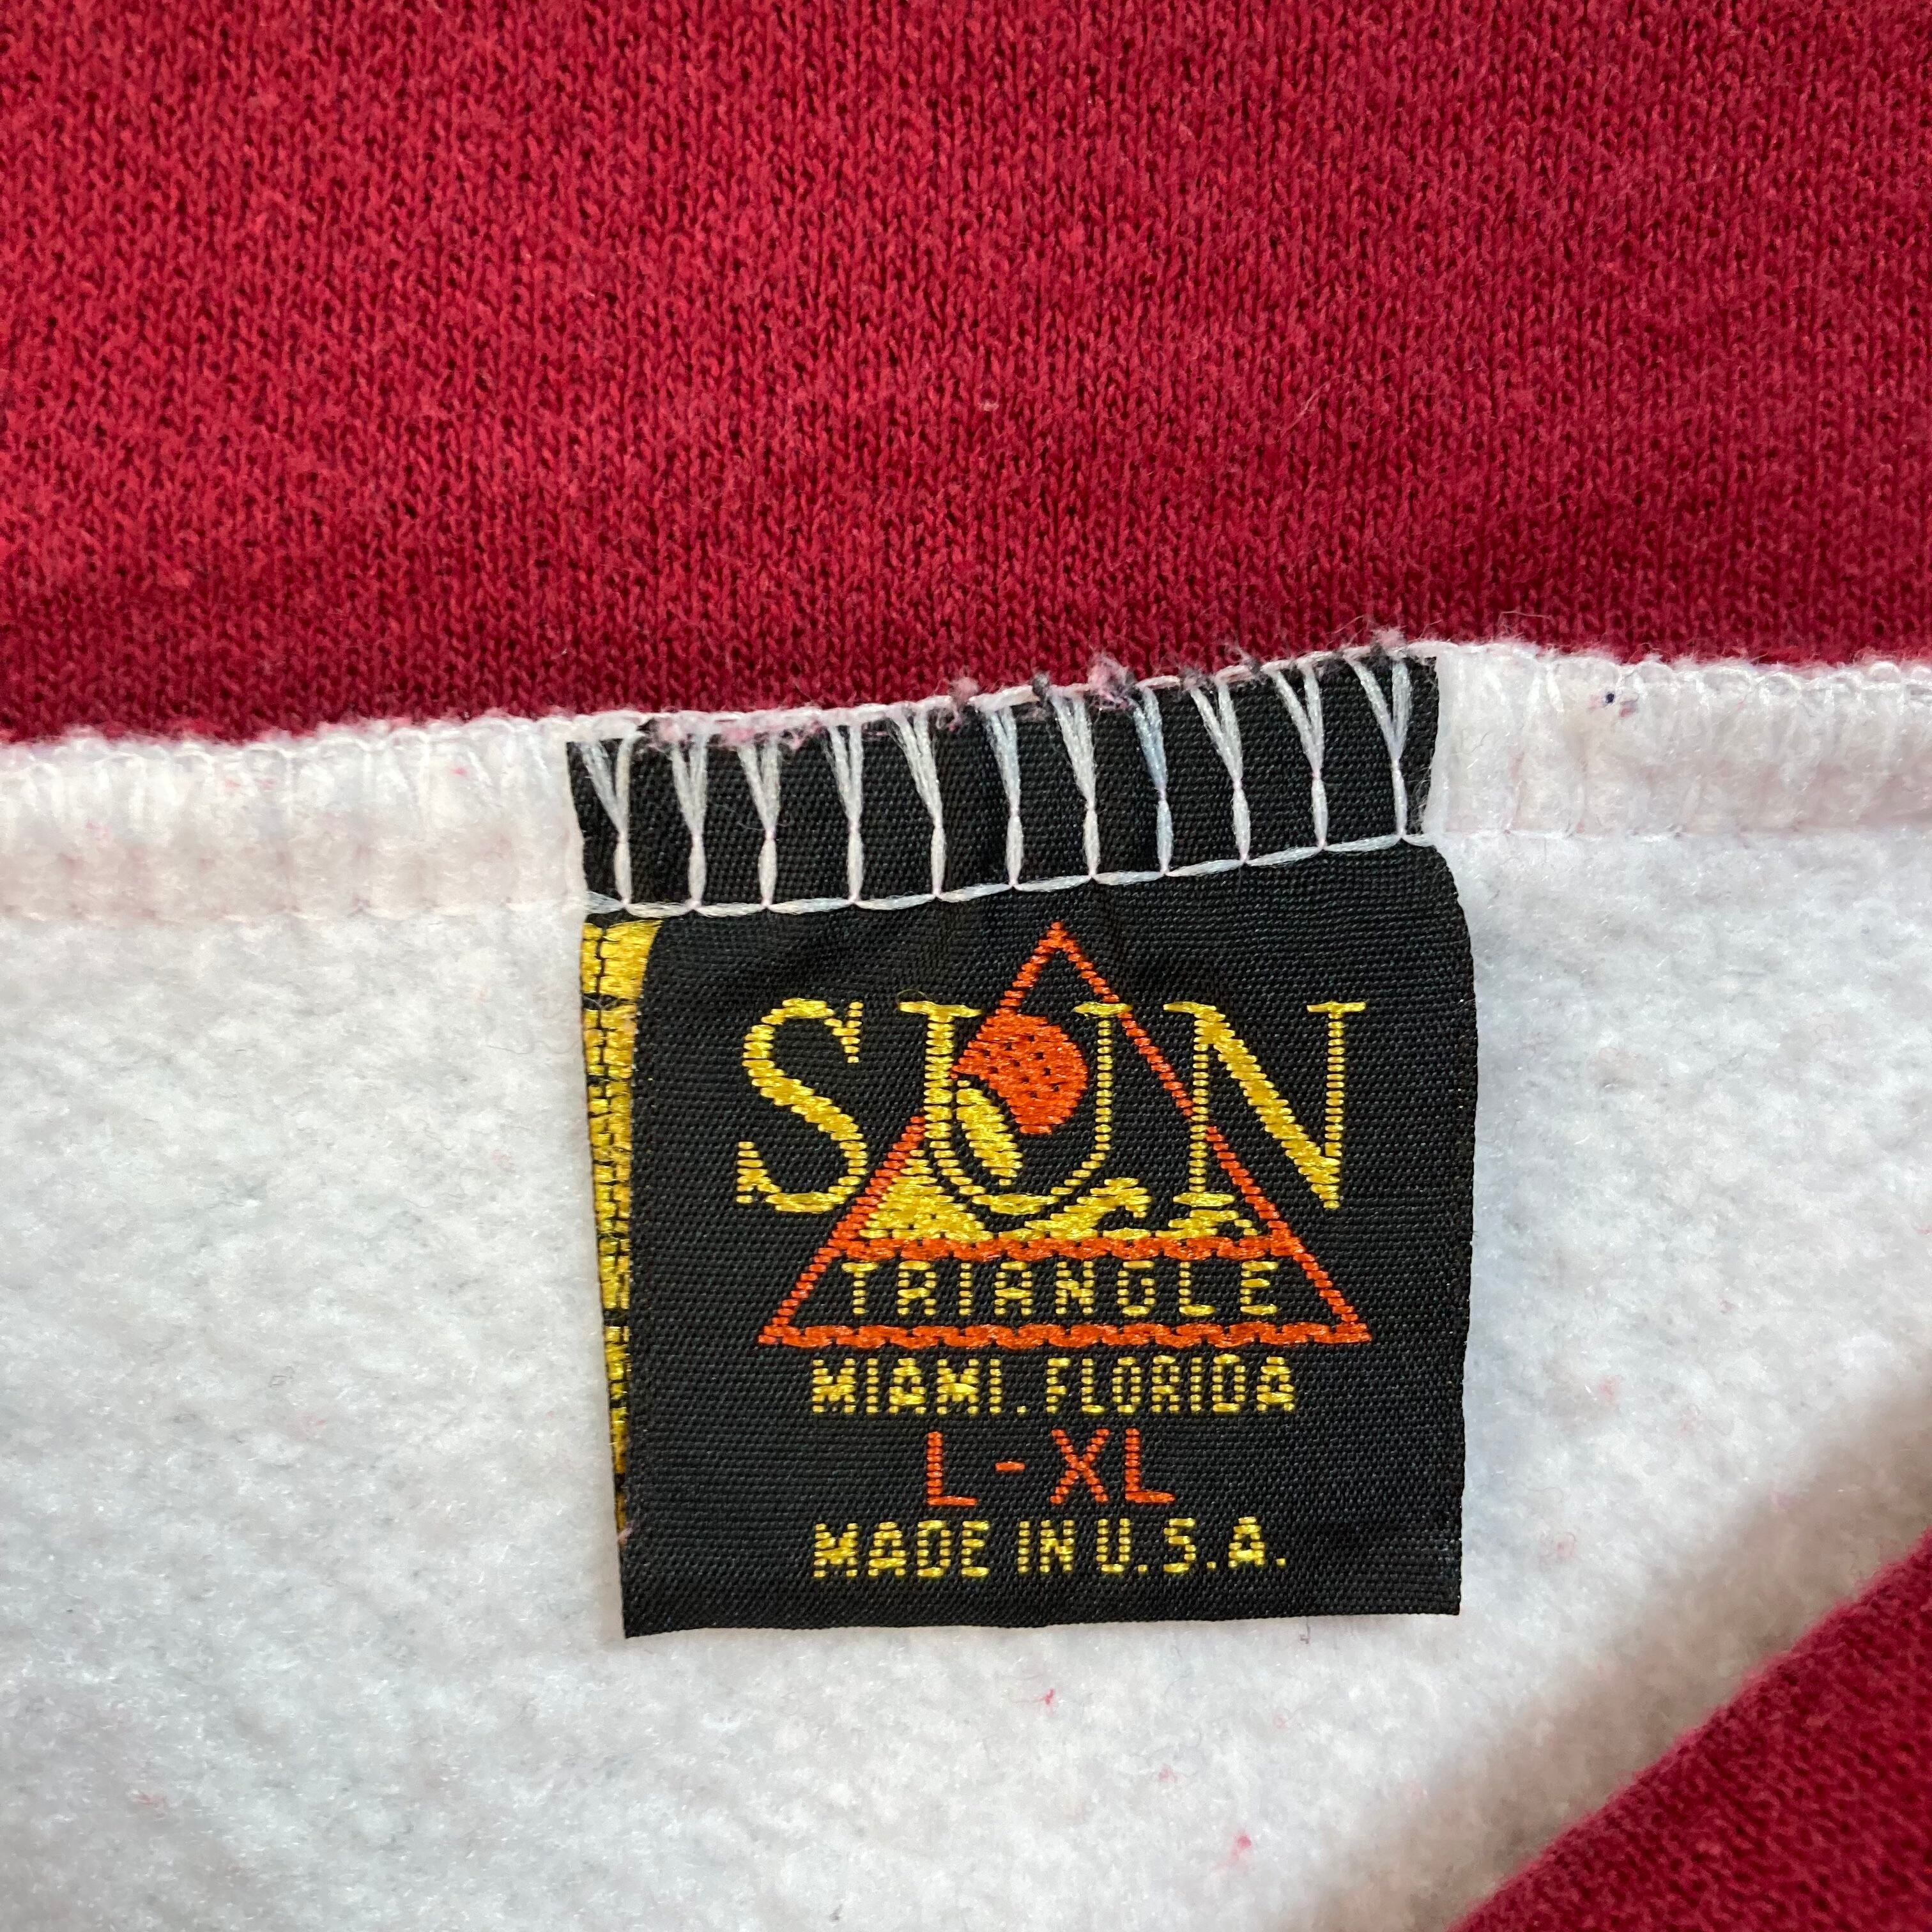 SUN
TRIANGLE
MIAMI. FLORIDA
L - XL
MADE IN U.S.A.